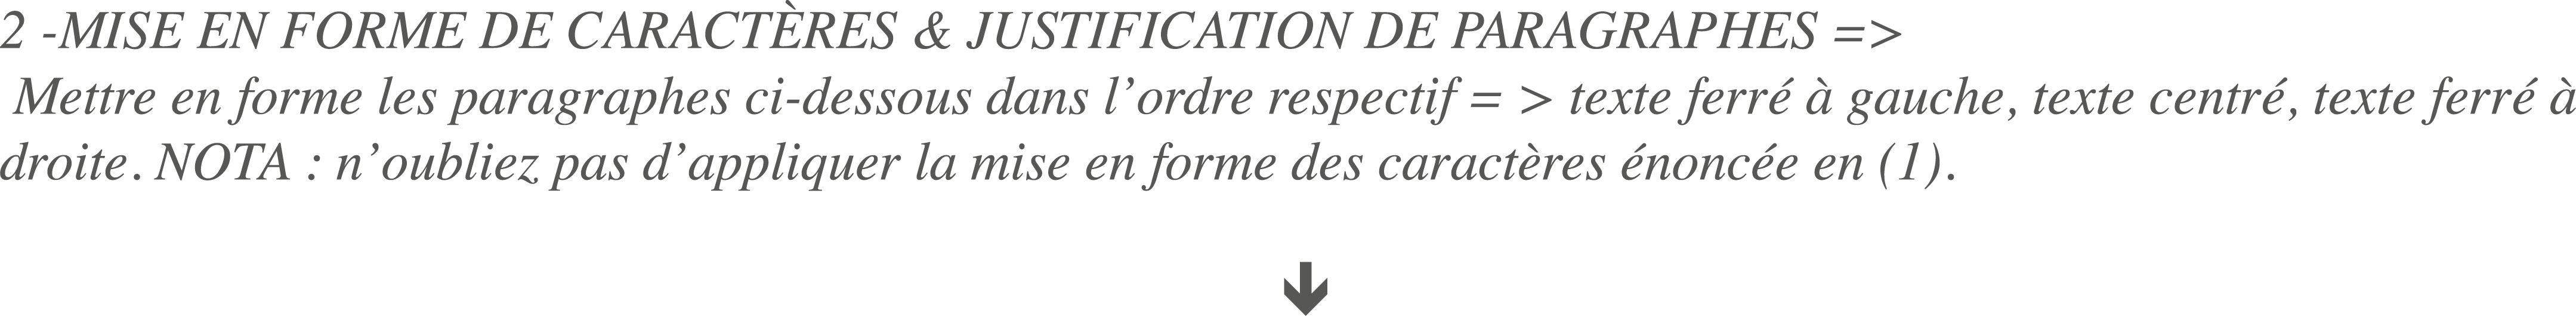 2 -MISE EN FORME DE CARACTÈRES & JUSTIFICATION DE PARAGRAPHES =>
Mettre en forme les paragraphes ci-dessous dans l’ordre respectif = > texte ferré à gauche, texte centré, texte ferré à
droite. NOTA : n’oubliez pas d’appliquer la mise en forme des caractères énoncée en (1).